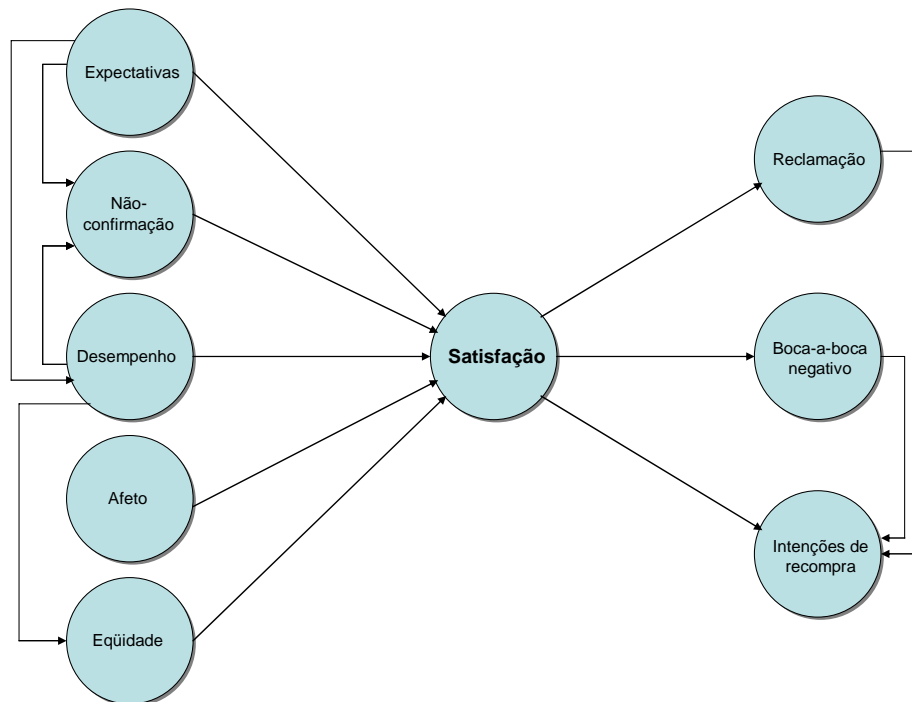 Expectativas
Não-
confirmação
Desempenho
Afeto
Eqüidade
Satisfação
Reclamação
Boca-a-boca
negativo
Intenções de
recompra